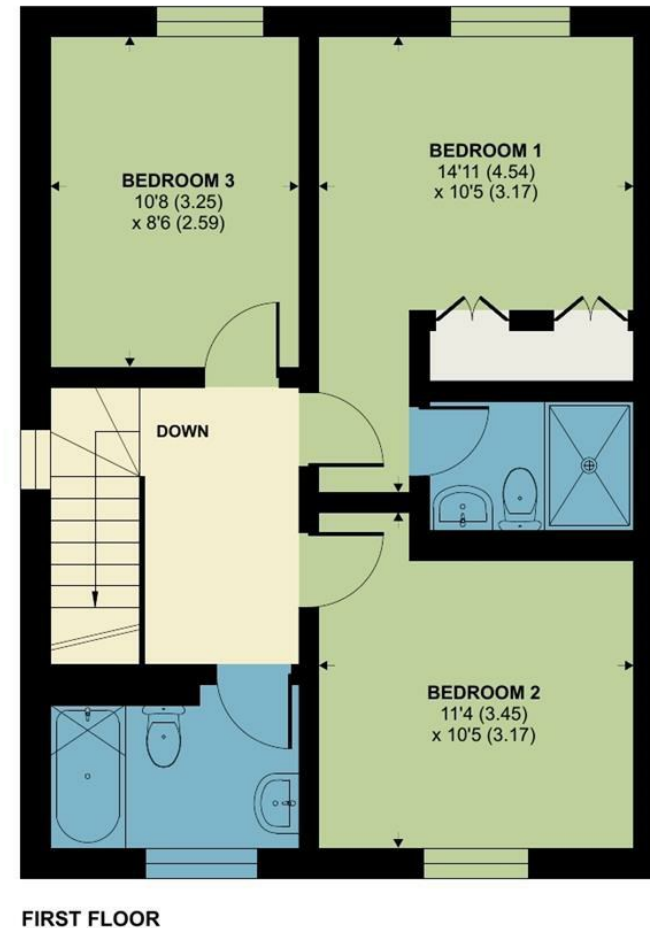 BEDROOM 3
10'8 (3.25)
x 8'6 (2.59)
BEDROOM 1
14'11 (4.54)
x 10'5 (3.17)
DOWN
BEDROOM 2
11'4 (3.45)
x 10'5 (3.17)
FIRST FLOOR